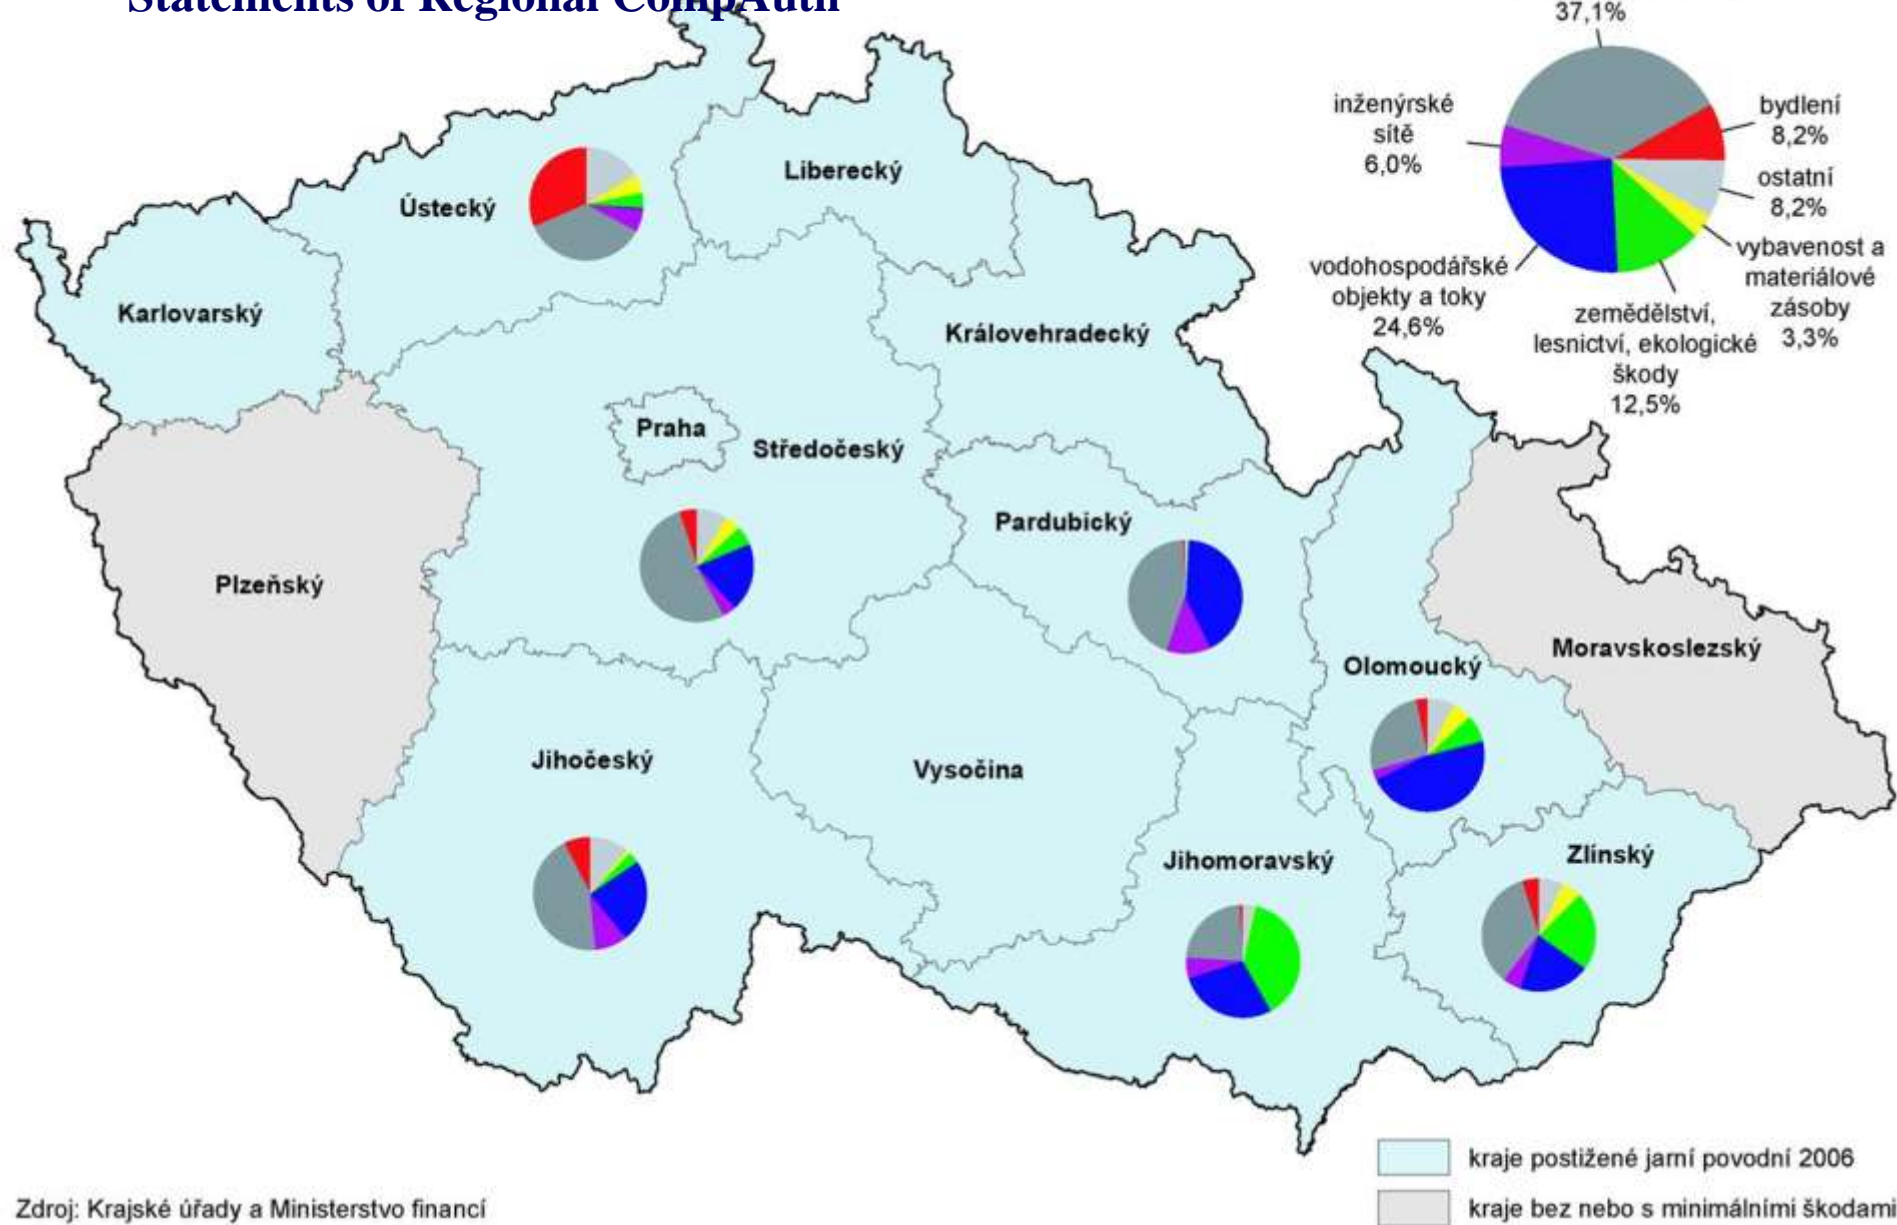 Statements of Regional CompAuth
37,1%
inženýrské
sítě
6,0%
bydlení
8,2%
ostatní
8,2%
vybavenost a
materiálové
zásoby
3,3%
vodohospodářské
objekty a toky
24,6%
zemědělství,
lesnictví, ekologické
škody
12,5%
Liberecký
Ústecký
Karlovarský
Královehradecký
Praha
Středočeský
Pardubický
Plzeňský
Moravskoslezský
Olomoucký
Jihočeský
Vysočina
Jihomoravský
Zlínský
kraje postižené jarní povodní 2006
kraje bez nebo s minimálními škodami
Zdroj: Krajské úřady a Ministerstvo financí